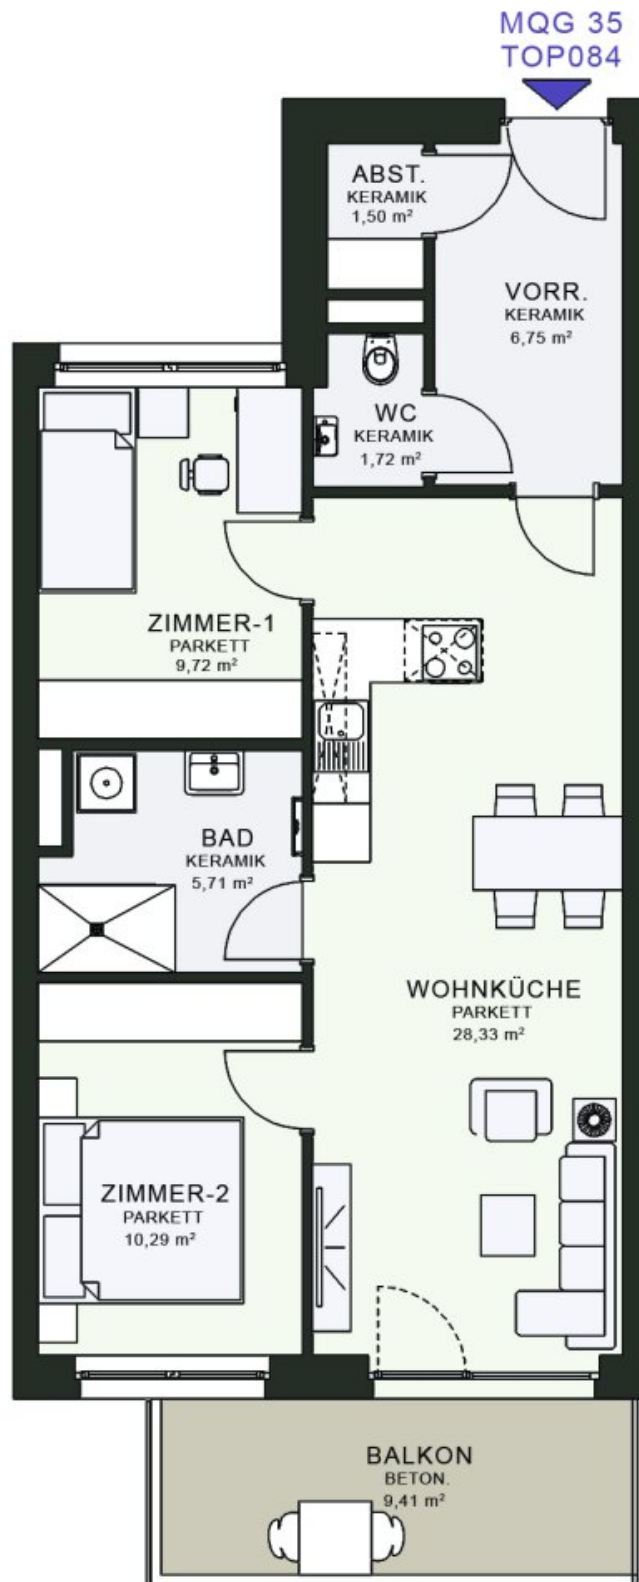 MQG 35
TOP084
ABST.
KERAMIK
1,50 m²
VORR.
KERAMIK
6,75 m²
WC
KERAMIK
1,72 m²
ZIMMER-1
PARKETT
9,72 m²
BAD
KERAMIK
5,71 m²
WOHNKÜCHE
PARKETT
28,33 m²
ZIMMER-2
PARKETT
10,29 m²
BALKON
BETON.
9,41 m²